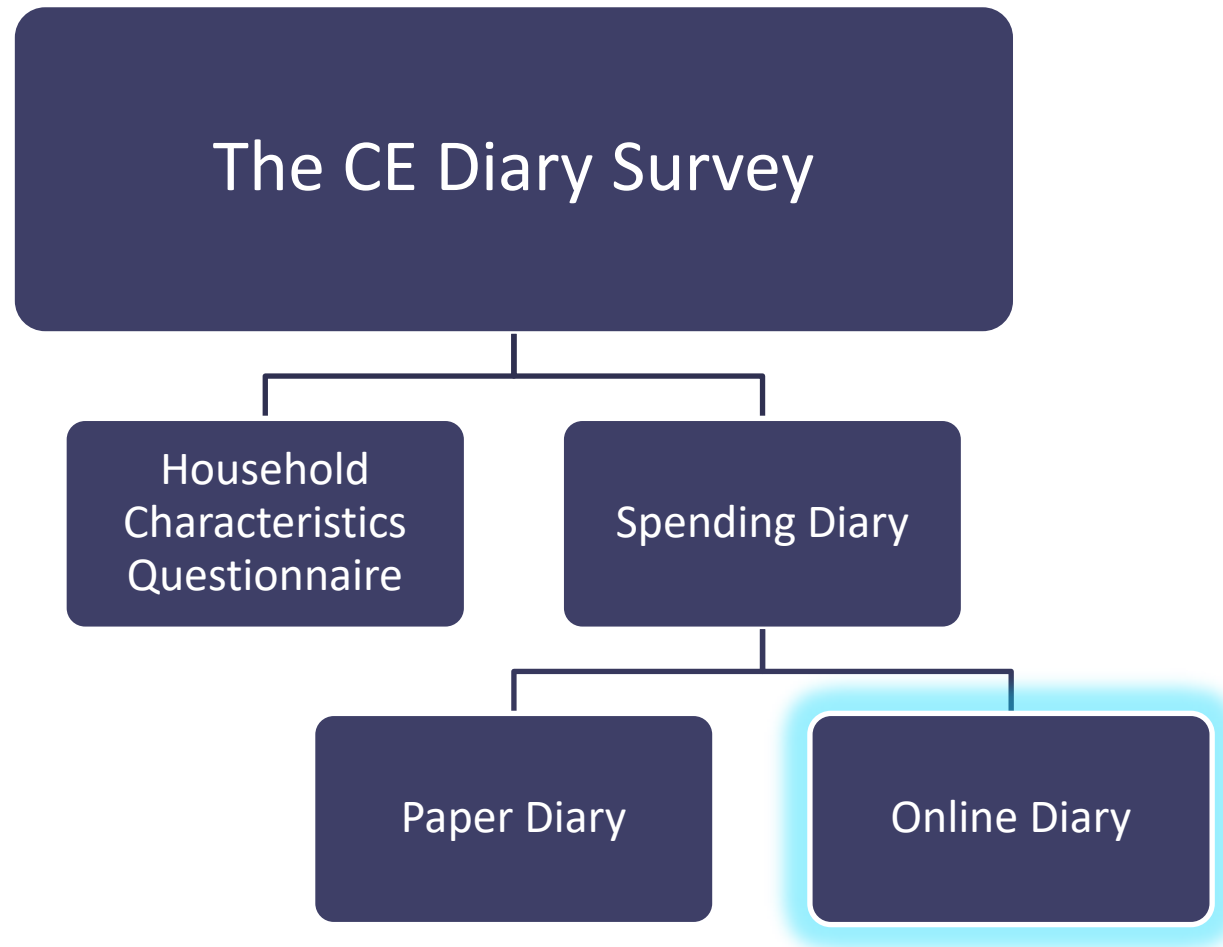 The CE Diary Survey
Household
Characteristics
Questionnaire
Spending Diary
Paper Diary
Online Diary